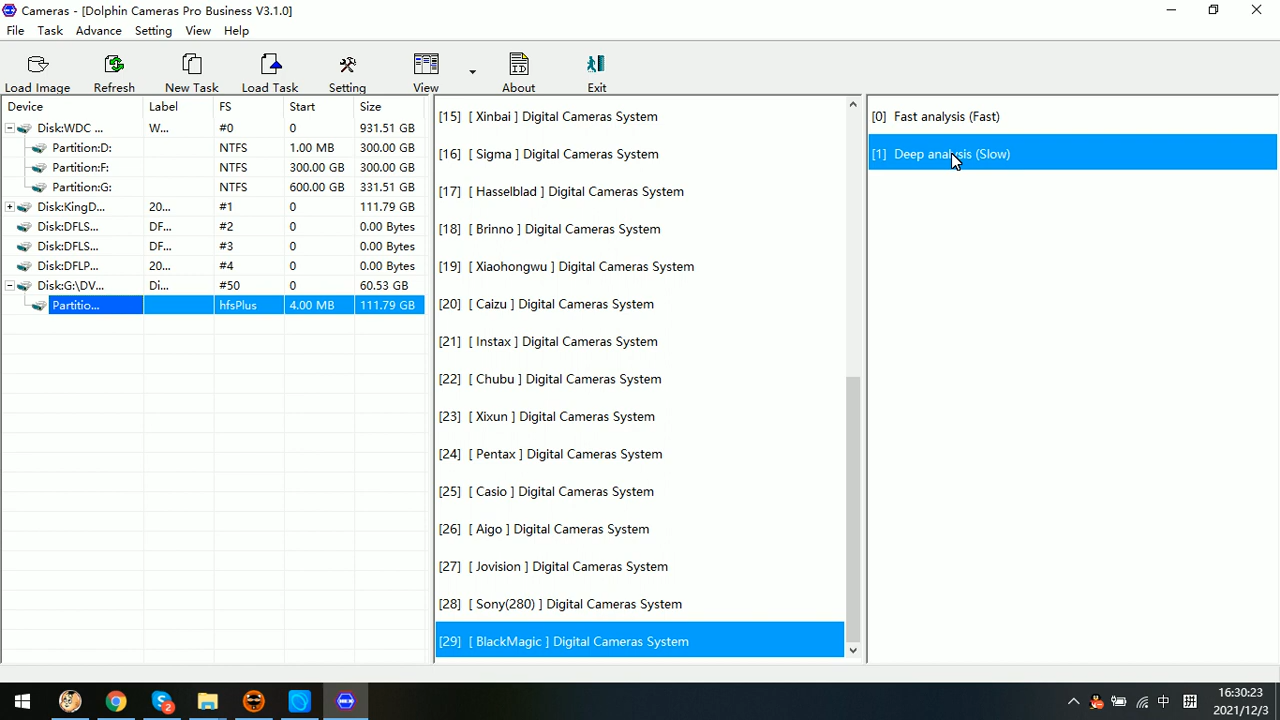 Cameras - [Dolphin Cameras Pro Business V3.1.0]
File Task Advance Setting View Help
Load Image Refresh New Task Load Task Setting View About Exit
Device Label FS Start Size
Disk:WDC ... W... #0 0 931.51 GB
Partition:D: NTFS 1.00 MB 300.00 GB
Partition:F: NTFS 300.00 GB 300.00 GB
Partition:G: NTFS 600.00 GB 331.51 GB
Disk:KingD... 20... #1 0 111.79 GB
Disk:DFLS... DF... #2 0 0.00 Bytes
Disk:DFLS... DF... #3 0 0.00 Bytes
Disk:DFLP... 20... #4 0 0.00 Bytes
Disk:G:\DV... Di... #50 0 60.53 GB
Partitio... hfsPlus 4.00 MB 111.79 GB
[15] [ Xinbai ] Digital Cameras System
[16] [ Sigma ] Digital Cameras System
[17] [ Hasselblad ] Digital Cameras System
[18] [ Brinno ] Digital Cameras System
[19] [ Xiaohongwu ] Digital Cameras System
[20] [ Caizu ] Digital Cameras System
[21] [ Instax ] Digital Cameras System
[22] [ Chubu ] Digital Cameras System
[23] [ Xixun ] Digital Cameras System
[24] [ Pentax ] Digital Cameras System
[25] [ Casio ] Digital Cameras System
[26] [ Aigo ] Digital Cameras System
[27] [ Jovision ] Digital Cameras System
[28] [ Sony(280) ] Digital Cameras System
[29] [ BlackMagic ] Digital Cameras System
[0] Fast analysis (Fast)
[1] Deep analysis (Slow)
中 拼 16:30:23
2021/12/3